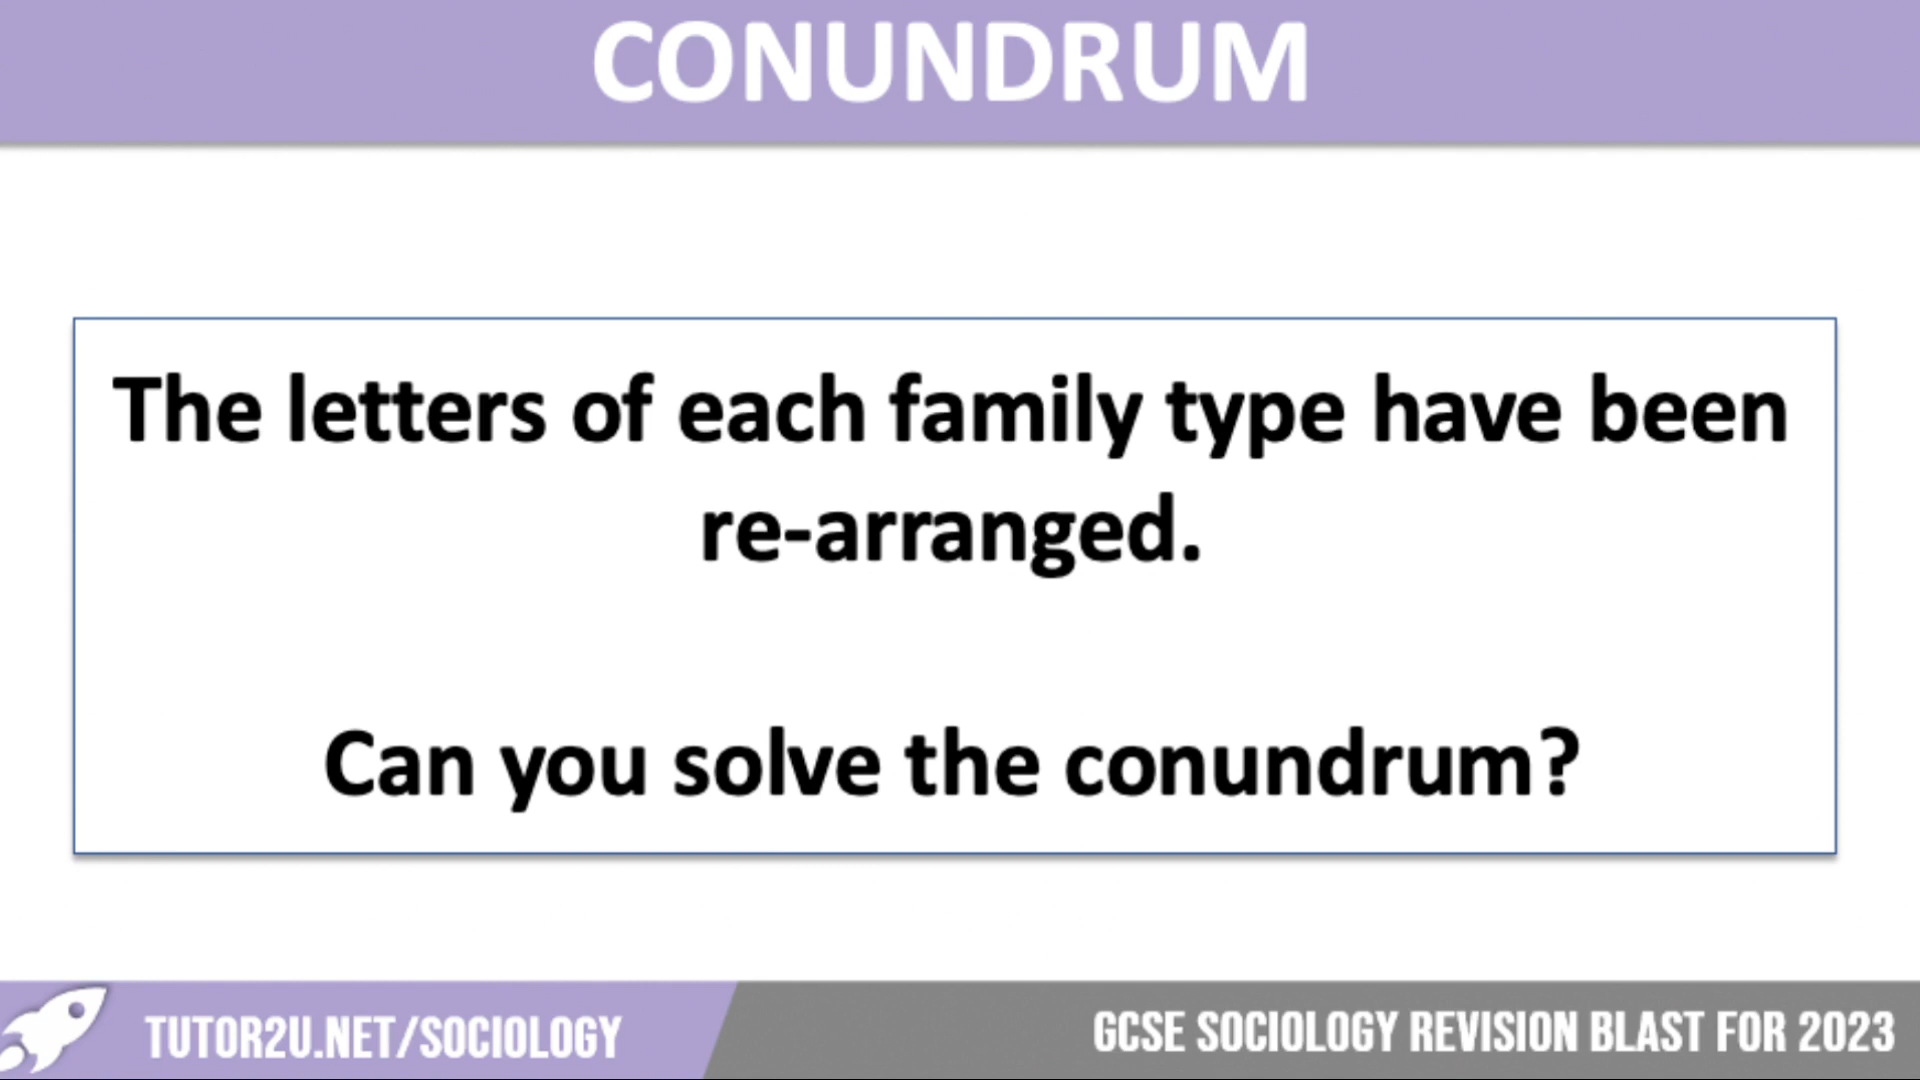 CONUNDRUM
The letters of each family type have been
re-arranged.
Can you solve the conundrum?
TUTOR2U.NET/SOCIOLOGY
GCSE SOCIOLOGY REVISION BLAST FOR 2023